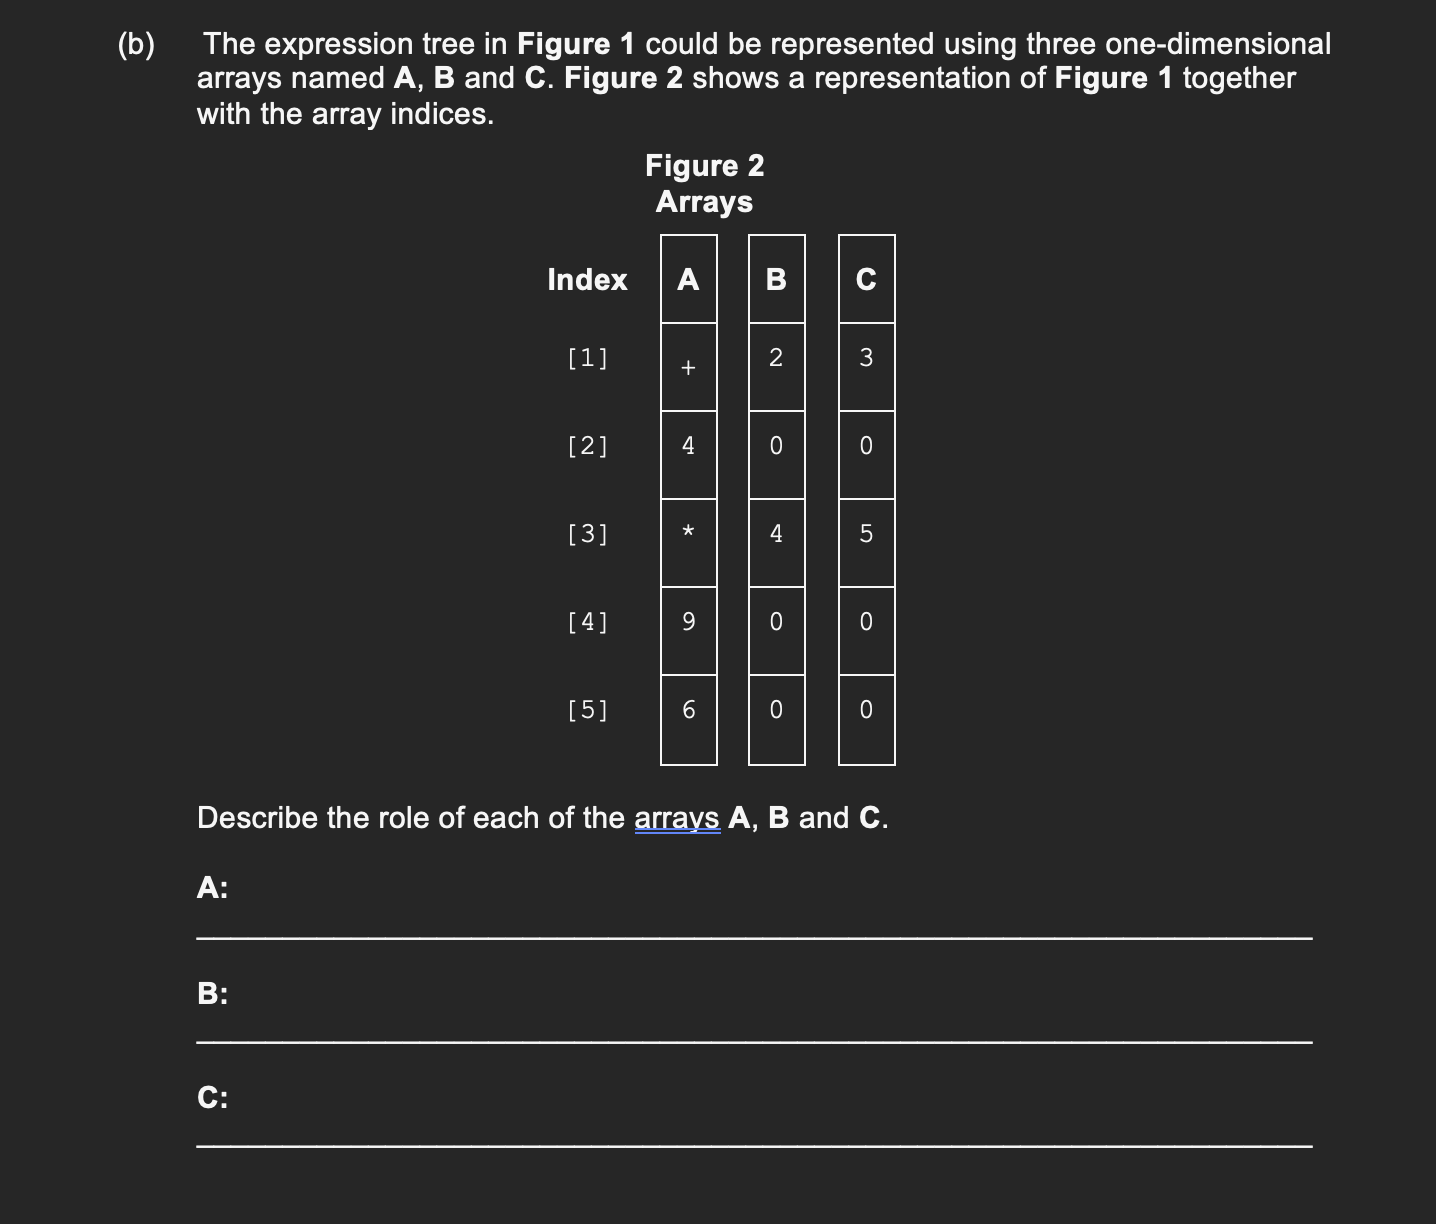 (b) The expression tree in Figure 1 could be represented using three one-dimensional
arrays named A, B and C. Figure 2 shows a representation of Figure 1 together
with the array indices.
Figure 2
Arrays
Index A B C
[1] + 2 3
[2] 4 0 0
[3] * 4 5
[4] 9 0 0
[5] 6 0 0
Describe the role of each of the arrays A, B and C.
A:
B:
C: